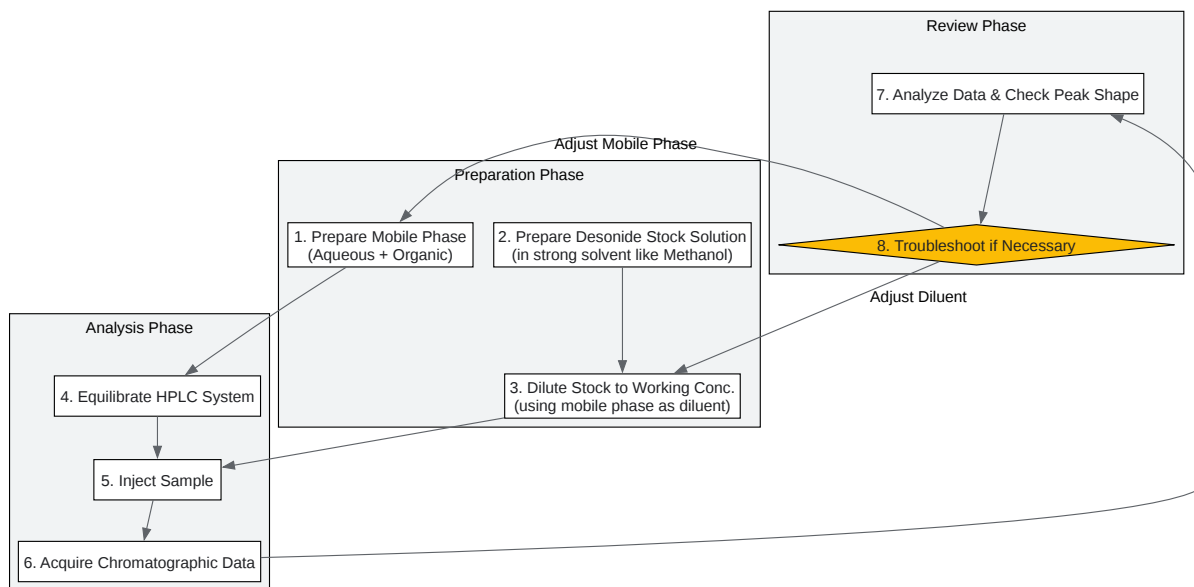 Review Phase
7. Analyze Data & Check Peak Shape
Adjust Mobile Phase
Preparation Phase
1. Prepare Mobile Phase
(Aqueous + Organic)
2. Prepare Desonide Stock Solution
(in strong solvent like Methanol)
8. Troubleshoot if Necessary
Adjust Diluent
Analysis Phase
4. Equilibrate HPLC System
3. Dilute Stock to Working Conc.
(using mobile phase as diluent)
5. Inject Sample
6. Acquire Chromatographic Data